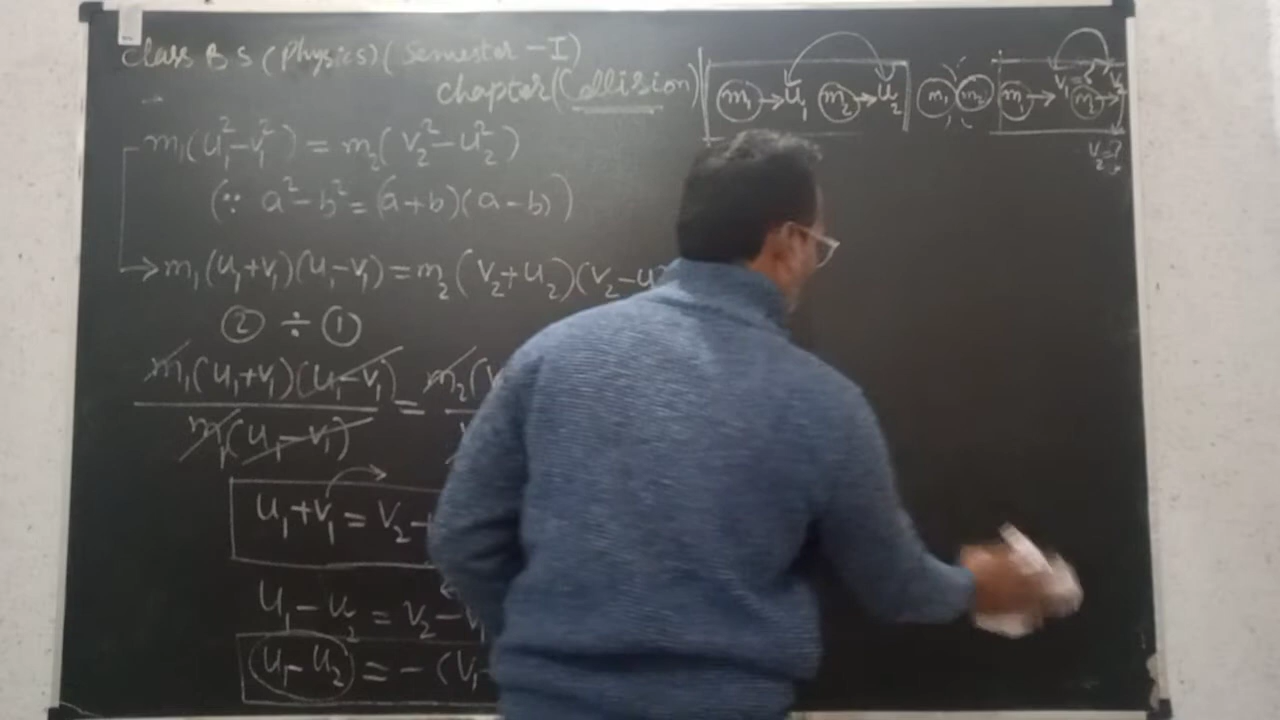 Class BS (Physics) (Semester - I)
chapter (Collision)
m₁ → u₁ m₂ → u₂ m₁ m₂ m₁ → v₁=? m₂ → v₂
v₂=?
m₁(u₁²-v₁²) = m₂(v₂²-u₂²)
(∵ a²-b² = (a+b)(a-b))
→ m₁(u₁+v₁)(u₁-v₁) = m₂(v₂+u₂)(v₂-u
② ÷ ①
m₁(u₁+v₁)(u₁-v₁) = m₂(
m₁(u₁-v₁)
u₁+v₁ = v₂+
u₁-u₂ = v₂-v₁
u₁-u₂ = -(v₁-